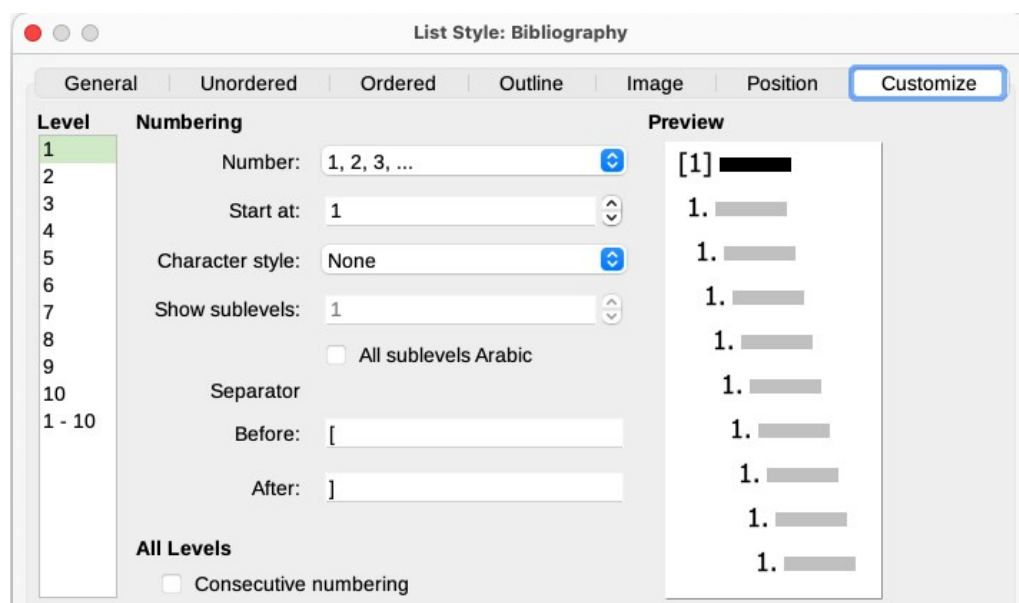 List Style: Bibliography
General Unordered Ordered Outline Image Position Customize
Level
1
2
3
4
5
6
7
8
9
10
1 - 10
Numbering
Number: 1, 2, 3, ...
Start at: 1
Character style: None
Show sublevels: 1
All sublevels Arabic
Separator
Before: [
After: ]
All Levels
Consecutive numbering
Preview
[1]
1.
1.
1.
1.
1.
1.
1.
1.
1.